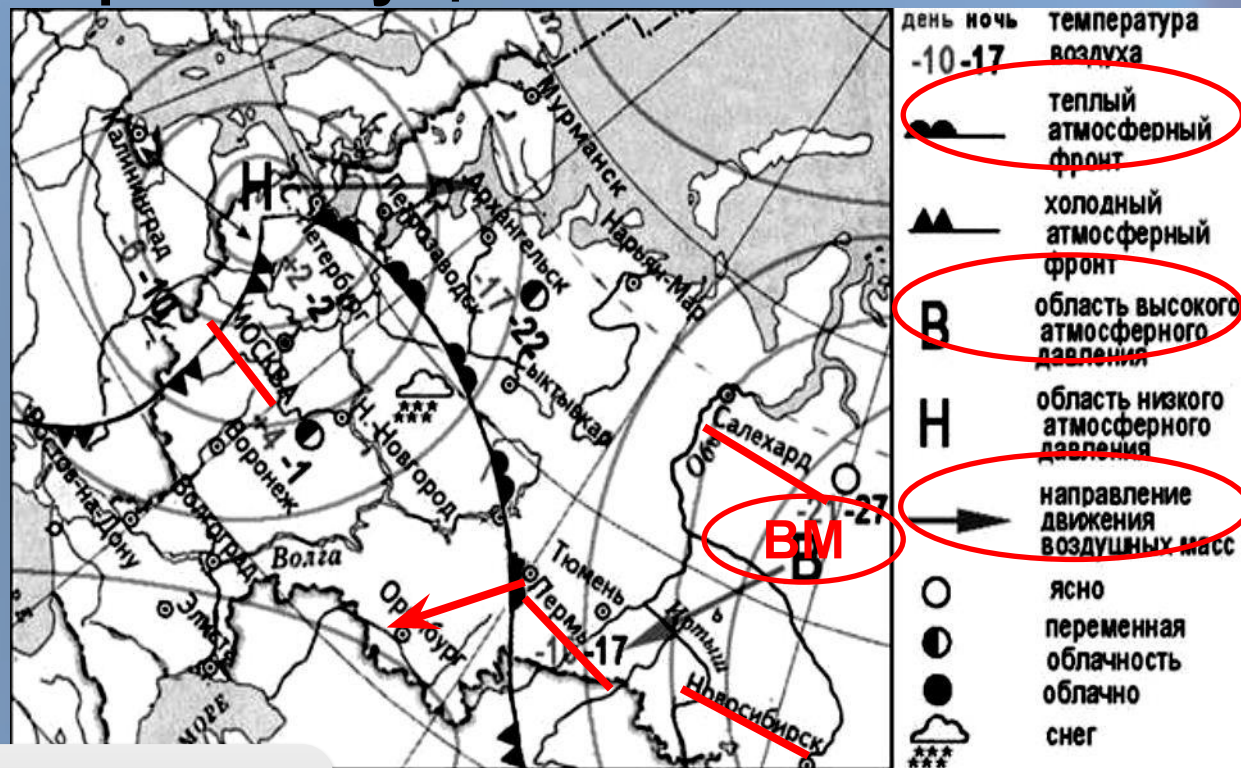 Мурманск
Калининград
Н
С.-Петербург
Петрозаводск
Архангельск
Нарьян-Мар
-6 -10
+2 -2
-17 -22
МОСКВА
+4 -1
Воронеж
Н. Новгород
Сыктывкар
Салехард
Обь
-27
Ростов-на-Дону
Волгоград
Волга
ВМ
В
Элиста
Оренбург
Пермь
-17
Тюмень
Иртыш
Новосибирск
МОРЕ
день ночь температура
-10 -17 воздуха
теплый
атмосферный
фронт
холодный
атмосферный
фронт
В область высокого
атмосферного
давления
Н область низкого
атмосферного
давления
направление
движения
воздушных масс
ясно
переменная
облачность
облачно
снег